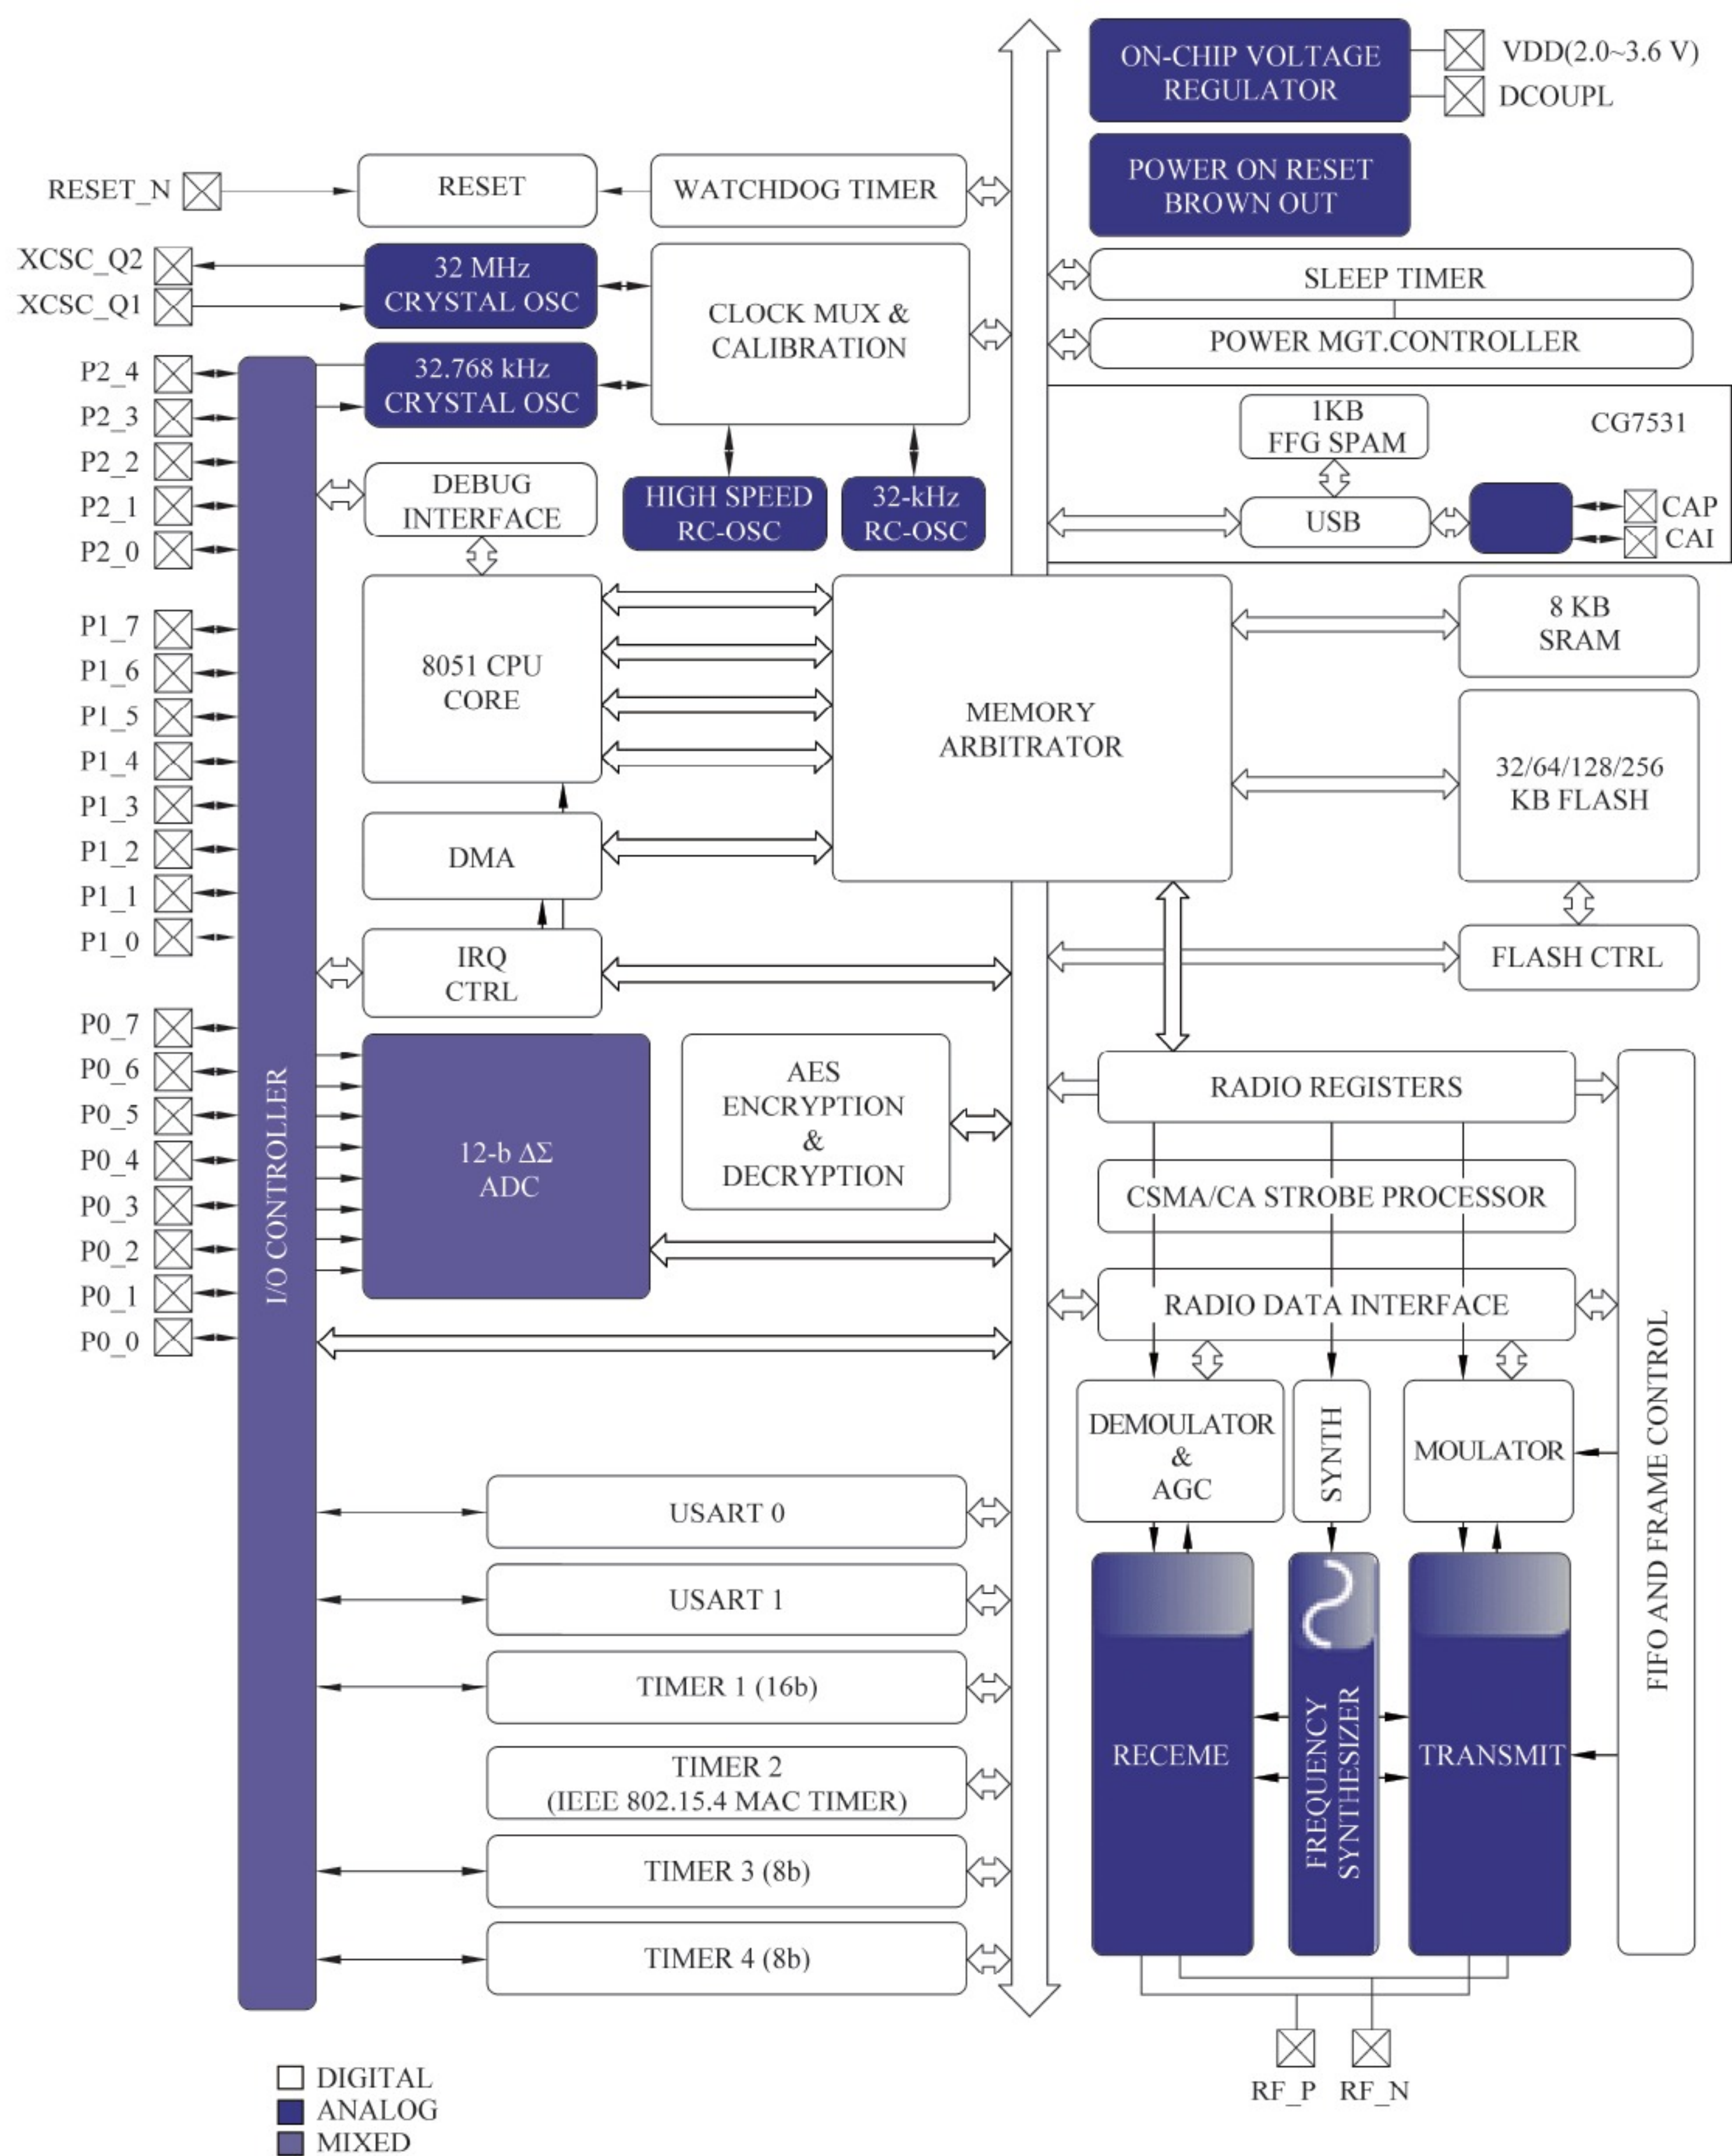 ON-CHIP VOLTAGE
REGULATOR
VDD(2.0~3.6 V)
DCOUPL
POWER ON RESET
BROWN OUT
RESET_N
RESET
WATCHDOG TIMER
XCSC_Q2
XCSC_Q1
32 MHz
CRYSTAL OSC
CLOCK MUX &
CALIBRATION
SLEEP TIMER
POWER MGT.CONTROLLER
P2_4
P2_3
P2_2
P2_1
P2_0
32.768 kHz
CRYSTAL OSC
DEBUG
INTERFACE
HIGH SPEED
RC-OSC
32-kHz
RC-OSC
1KB
FFG SPAM
CG7531
USB
CAP
CAI
P1_7
P1_6
P1_5
P1_4
P1_3
P1_2
P1_1
P1_0
8051 CPU
CORE
MEMORY
ARBITRATOR
8 KB
SRAM
32/64/128/256
KB FLASH
DMA
IRQ
CTRL
FLASH CTRL
P0_7
P0_6
P0_5
P0_4
P0_3
P0_2
P0_1
P0_0
I/O CONTROLLER
12-b ΔΣ
ADC
AES
ENCRYPTION
&
DECRYPTION
RADIO REGISTERS
CSMA/CA STROBE PROCESSOR
RADIO DATA INTERFACE
FIFO AND FRAME CONTROL
DEMOULATOR
&
AGC
SYNTH
MOULATOR
USART 0
USART 1
TIMER 1 (16b)
TIMER 2
(IEEE 802.15.4 MAC TIMER)
TIMER 3 (8b)
TIMER 4 (8b)
RECEME
FREQUENCY
SYNTHESIZER
TRANSMIT
RF_P
RF_N
DIGITAL
ANALOG
MIXED